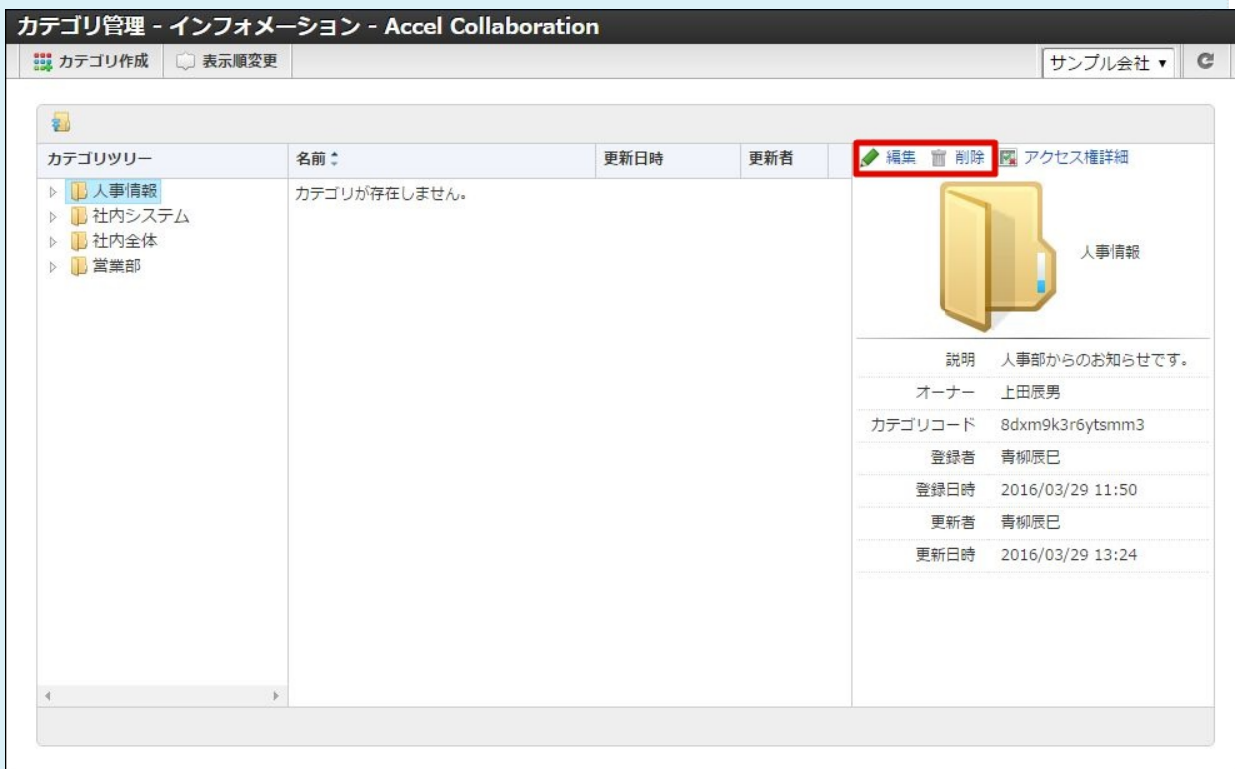 カテゴリ管理 - インフォメーション - Accel Collaboration
カテゴリ作成 表示順変更 サンプル会社
カテゴリツリー 名前 更新日時 更新者 編集 削除 アクセス権詳細
人事情報
社内システム
社内全体
営業部
カテゴリが存在しません。
人事情報
説明 人事部からのお知らせです。
オーナー 上田辰男
カテゴリコード 8dxm9k3r6ytsmm3
登録者 青柳辰巳
登録日時 2016/03/29 11:50
更新者 青柳辰巳
更新日時 2016/03/29 13:24